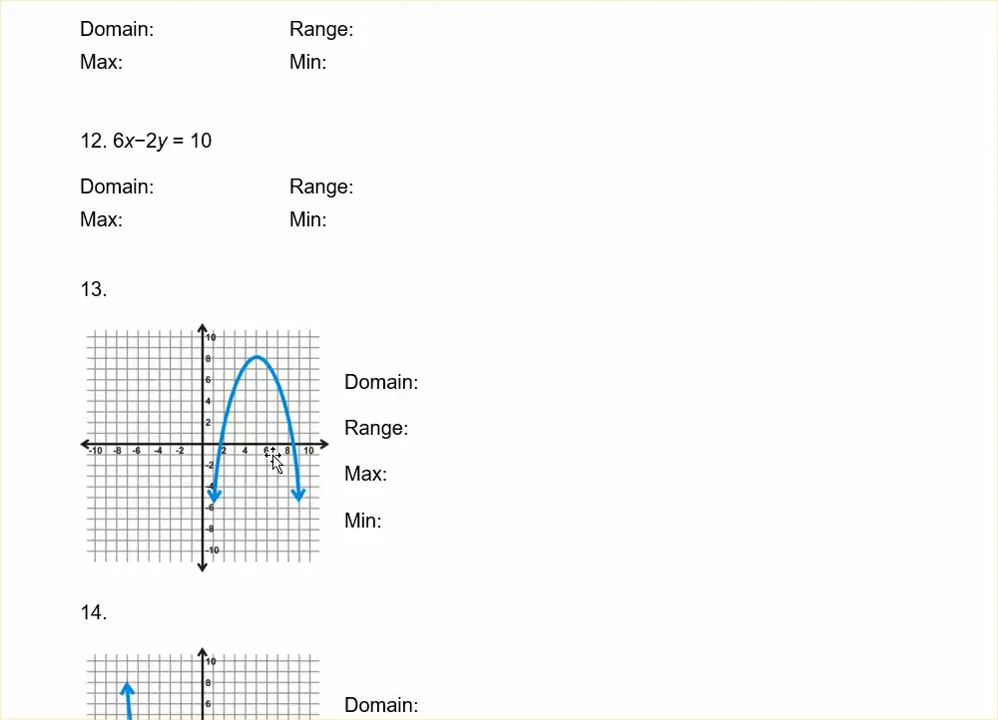 Domain: Range:
Max: Min:
12. 6x−2y = 10
Domain: Range:
Max: Min:
13.
10
8
6
4
2
-10 -8 -6 -4 -2 2 4 6 8 10
-2
-4
-6
-8
-10
Domain:
Range:
Max:
Min:
14.
10
8
6
Domain: